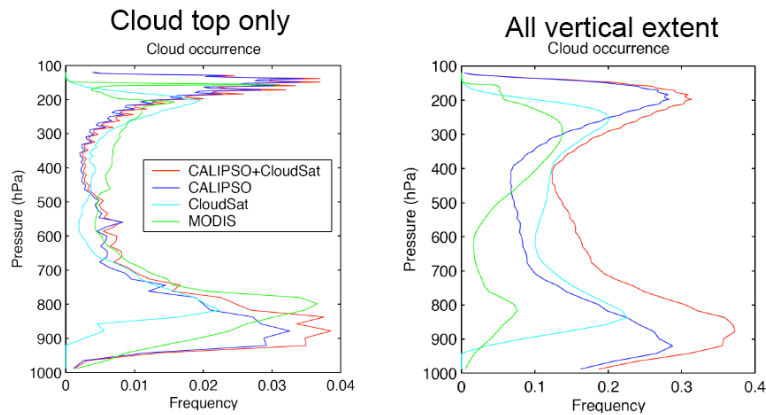 Cloud top only
Cloud occurrence
100
200
300
400
500
600
700
800
900
1000
Pressure (hPa)
CALIPSO+CloudSat
CALIPSO
CloudSat
MODIS
0
0.01
0.02
0.03
0.04
Frequency
All vertical extent
Cloud occurrence
100
200
300
400
500
600
700
800
900
1000
Pressure (hPa)
0
0.1
0.2
0.3
0.4
Frequency